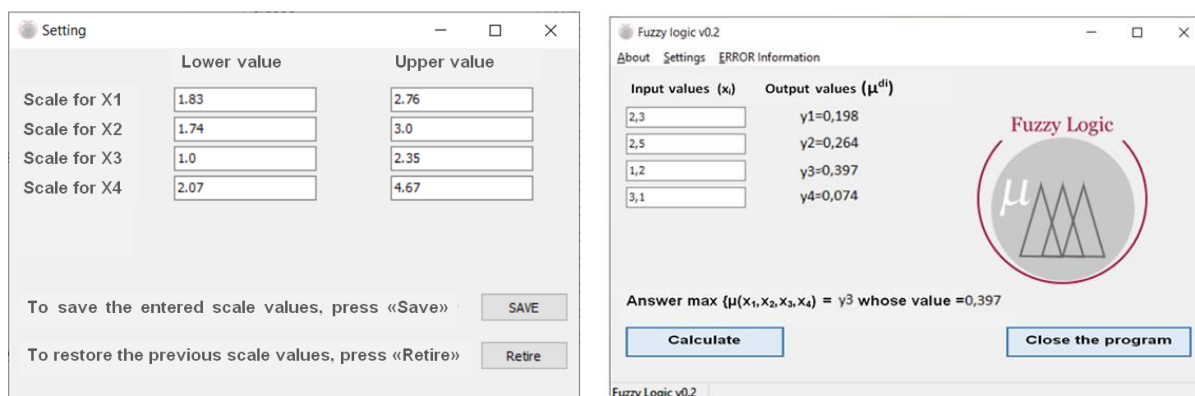 Setting
Lower value Upper value
Scale for X1 1.83 2.76
Scale for X2 1.74 3.0
Scale for X3 1.0 2.35
Scale for X4 2.07 4.67
To save the entered scale values, press «Save» SAVE
To restore the previous scale values, press «Retire» Retire
Fuzzy logic v0.2
About Settings ERROR Information
Input values (xᵢ) Output values (μᵈⁱ)
2,3 y1=0,198
2,5 y2=0,264
1,2 y3=0,397
3,1 y4=0,074
Fuzzy Logic
μ
Answer max {μ(x₁,x₂,x₃,x₄) = y3 whose value =0,397
Calculate Close the program
Fuzzy Logic v0.2